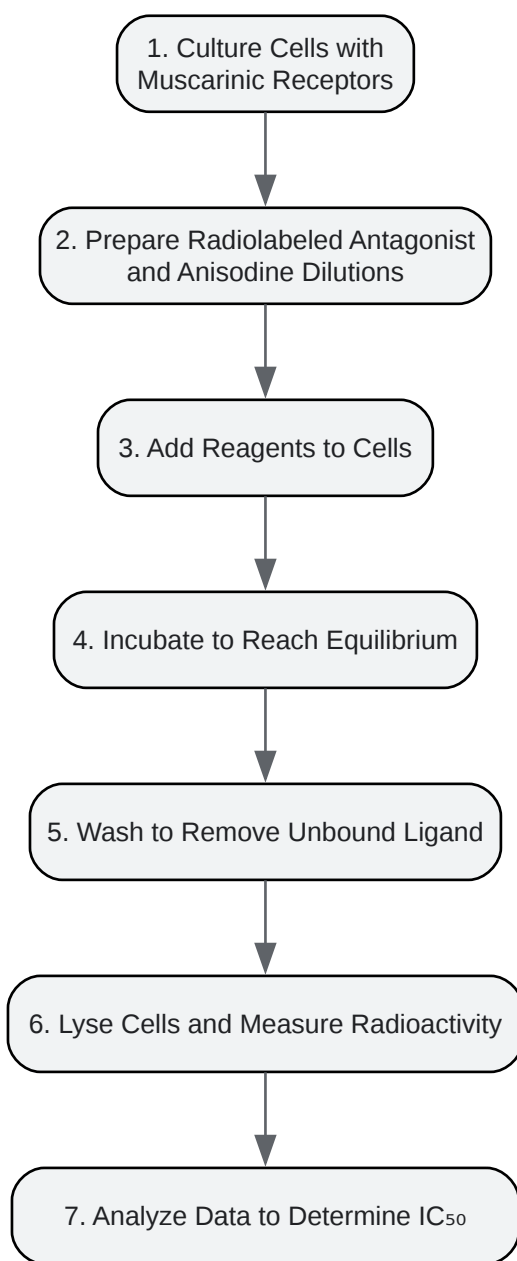 1. Culture Cells with
Muscarinic Receptors
2. Prepare Radiolabeled Antagonist
and Anisodine Dilutions
3. Add Reagents to Cells
4. Incubate to Reach Equilibrium
5. Wash to Remove Unbound Ligand
6. Lyse Cells and Measure Radioactivity
7. Analyze Data to Determine IC₅₀